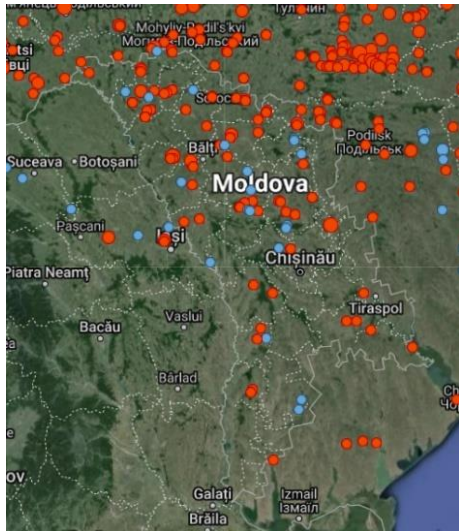 Mohyliv-Podil's'kyi
Могилів-Подільський
Soroc
Podilsk
Подільськ
Bălți
Suceava
Botoșani
Moldova
Pașcani
Iași
Chișinău
Piatra Neamț
Tiraspol
Vaslui
Bacău
Bârlad
Galați
Brăila
Izmail
Ізмаїл